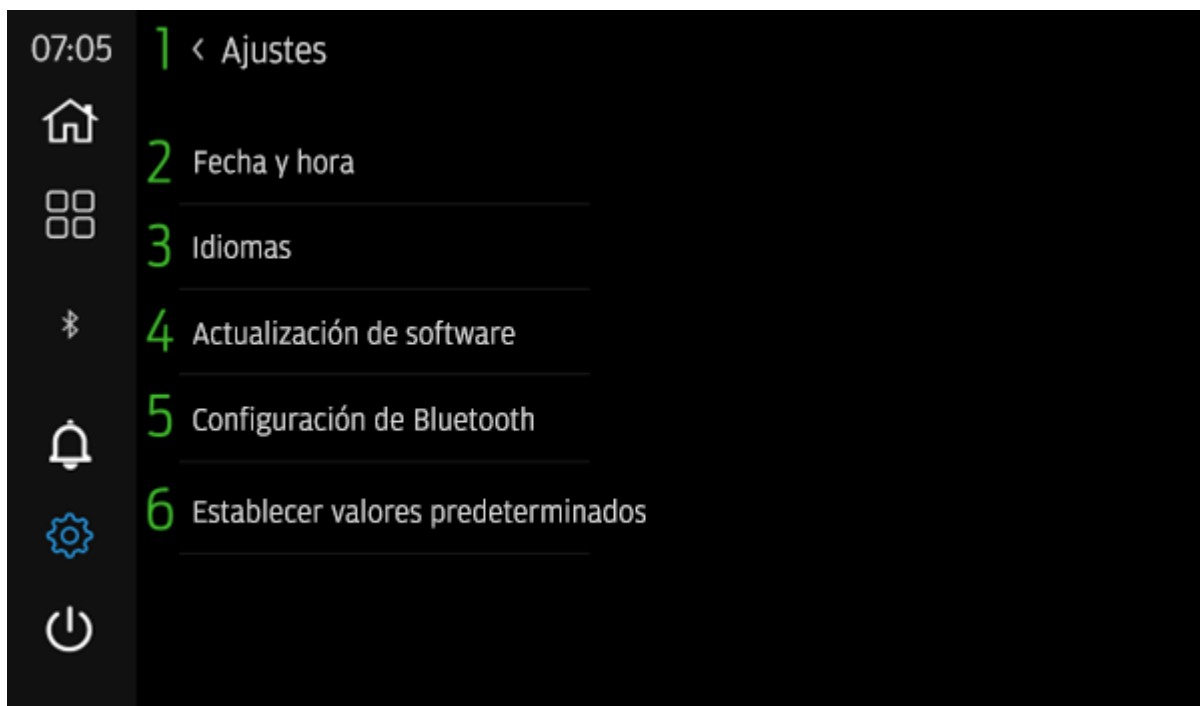 07:05
1 < Ajustes
2 Fecha y hora
3 Idiomas
4 Actualización de software
5 Configuración de Bluetooth
6 Establecer valores predeterminados